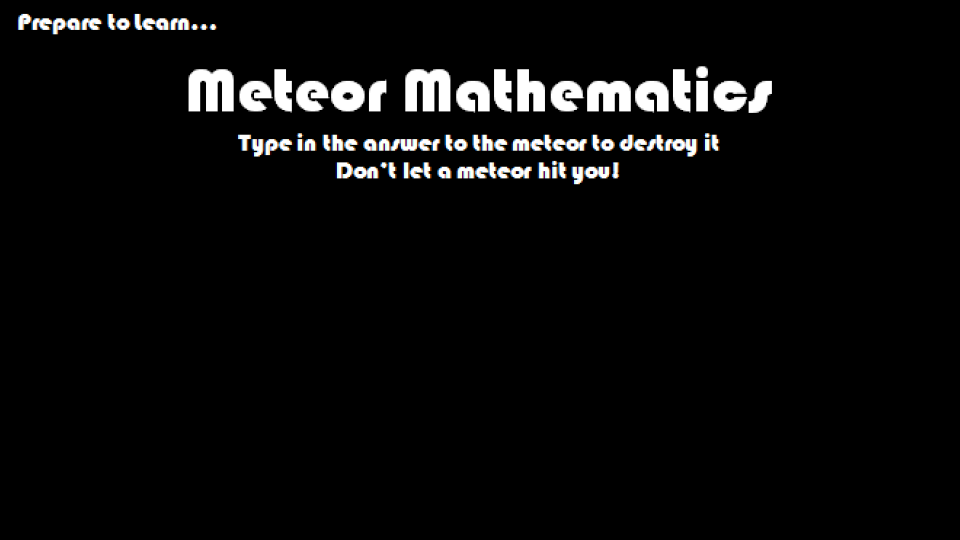 Prepare to Learn...
Meteor Mathematics
Type in the answer to the meteor to destroy it
Don't let a meteor hit you!